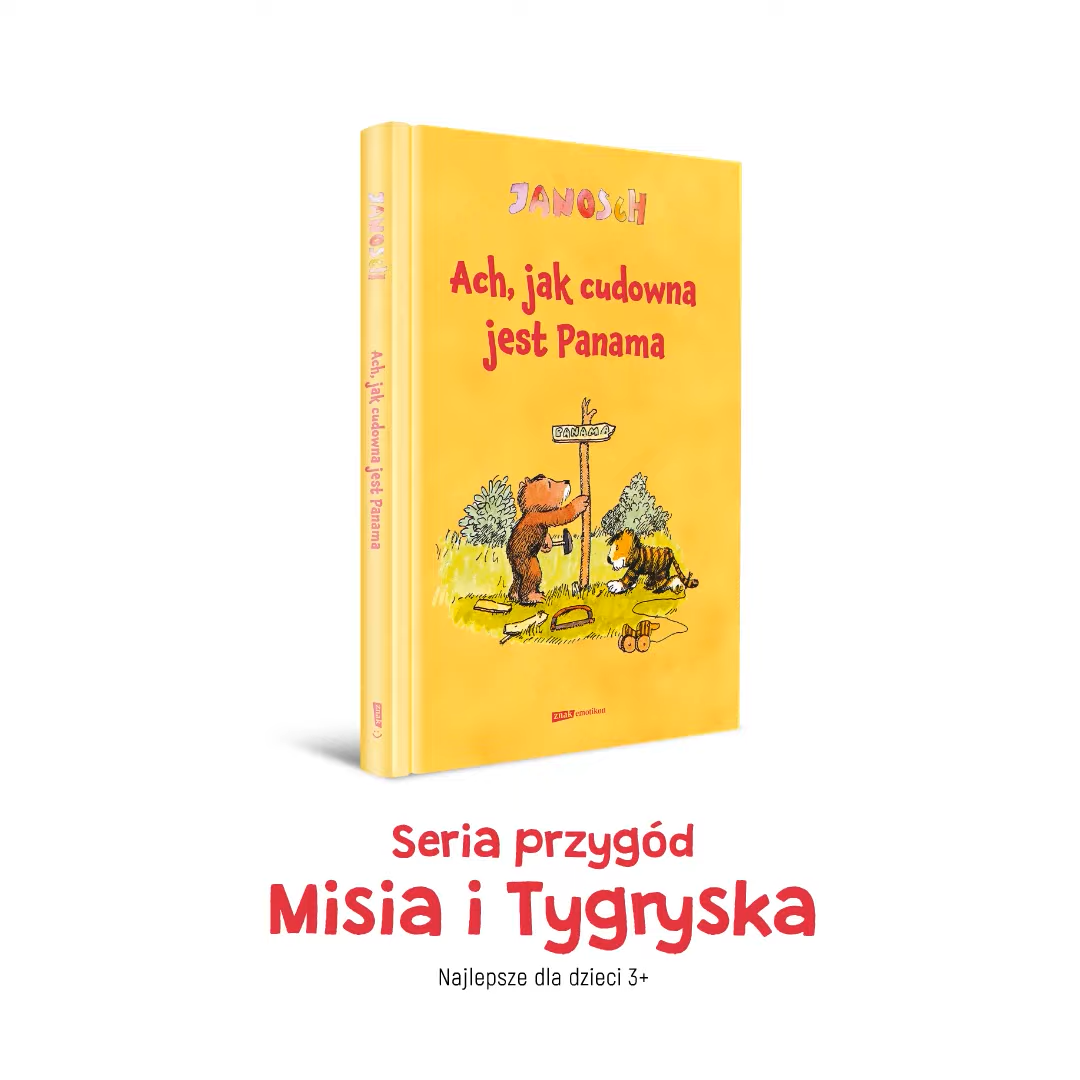 JANOSCH
Ach, jak cudowna jest Panama
znak
JANOSCH
Ach, jak cudowna
jest Panama
PANAMA
znak emotikon
Seria przygód
Misia i Tygryska
Najlepsze dla dzieci 3+